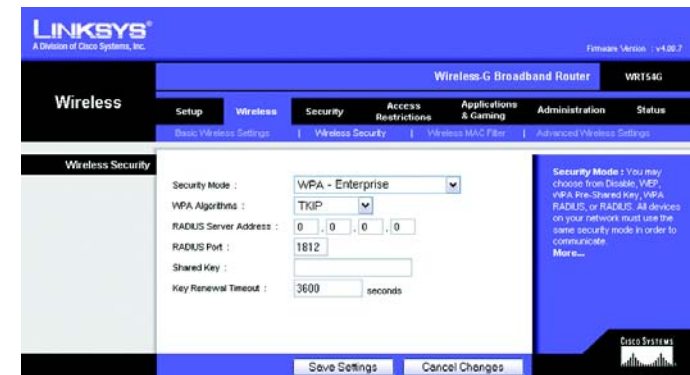 LINKSYS®
A Division of Cisco Systems, Inc.
Firmware Version : v4.00.7
Wireless-G Broadband Router WRT54G
Wireless
Setup Wireless Security Access Restrictions Applications & Gaming Administration Status
Basic Wireless Settings | Wireless Security | Wireless MAC Filter | Advanced Wireless Settings
Wireless Security
Security Mode : WPA - Enterprise
WPA Algorithms : TKIP
RADIUS Server Address : 0 . 0 . 0 . 0
RADIUS Port : 1812
Shared Key :
Key Renewal Timeout : 3600 seconds
Security Mode : You may
choose from Disable, WEP,
WPA Pre-Shared Key, WPA
RADIUS, or RADIUS. All devices
on your network must use the
same security mode in order to
communicate.
More...
CISCO SYSTEMS
Save Settings Cancel Changes